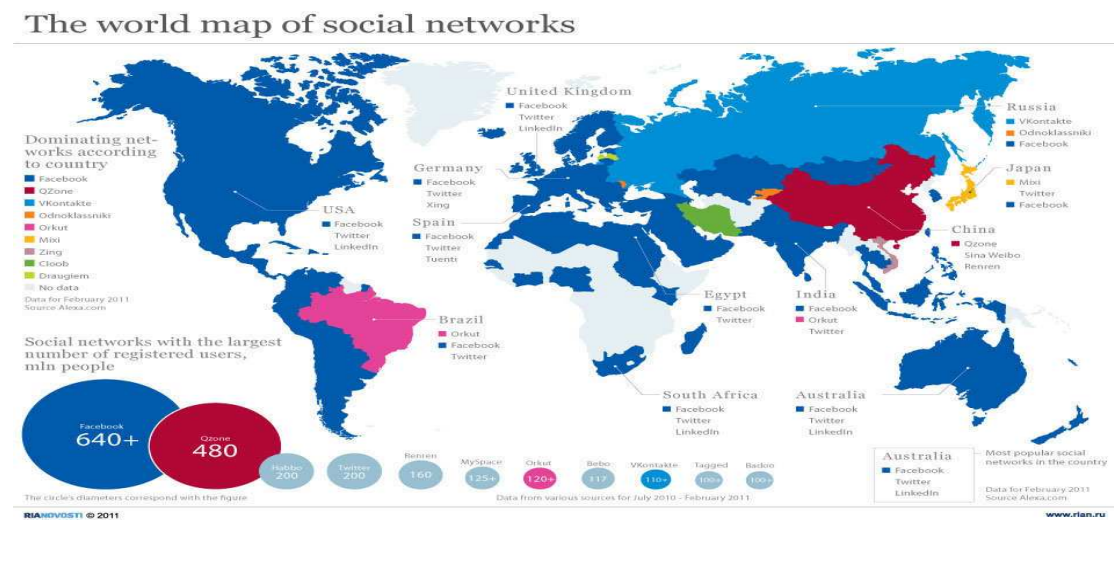 The world map of social networks
Dominating net-
works according
to country
Facebook
QZone
VKontakte
Odnoklassniki
Orkut
Mixi
Zing
Cloob
Draugiem
No data
Data for February 2011
Source Alexa.com
Social networks with the largest
number of registered users,
mln people
United Kingdom
Facebook
Twitter
LinkedIn
Germany
Facebook
Twitter
Xing
Spain
Facebook
Twitter
Tuenti
USA
Facebook
Twitter
LinkedIn
Brazil
Orkut
Facebook
Twitter
Russia
VKontakte
Odnoklassniki
Facebook
Japan
Mixi
Twitter
Facebook
China
Qzone
Sina Weibo
Renren
Egypt
Facebook
Twitter
India
Facebook
Orkut
Twitter
South Africa
Facebook
Twitter
LinkedIn
Australia
Facebook
Twitter
LinkedIn
Facebook
640+
Qzone
480
Habbo
200
Twitter
200
Renren
160
MySpace
125+
Orkut
120+
Bebo
117
VKontakte
110+
Tagged
100+
Badoo
100+
Australia
Facebook
Twitter
LinkedIn
Most popular social
networks in the country
Data for February 2011
Source Alexa.com
The circle's diameters correspond with the figure
Data from various sources for July 2010 - February 2011.
RIANOVOSTI © 2011
www.rian.ru